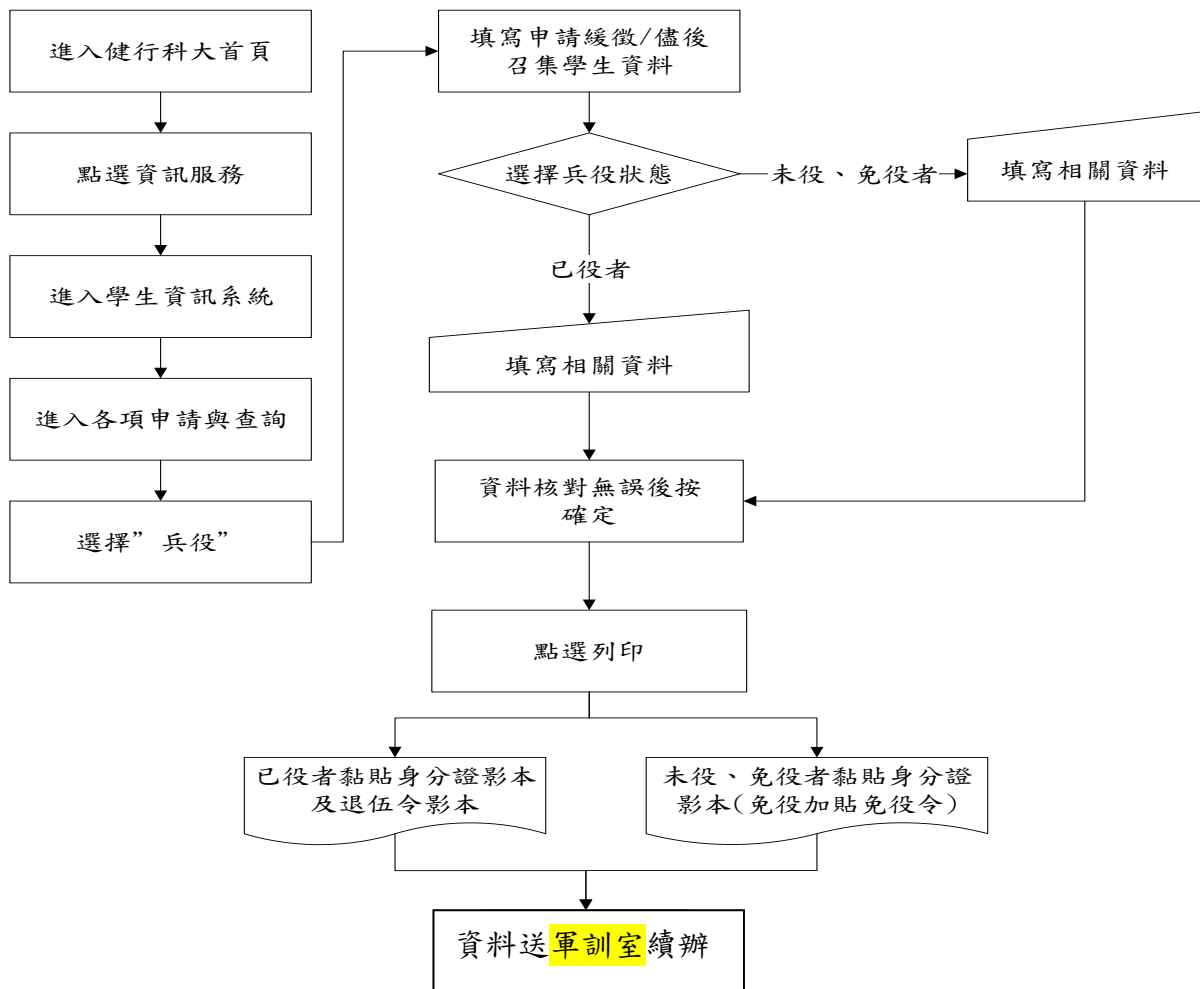 進入健行科大首頁
點選資訊服務
進入學生資訊系統
進入各項申請與查詢
選擇”兵役”
填寫申請緩徵/儘後
召集學生資料
選擇兵役狀態
未役、免役者
填寫相關資料
已役者
填寫相關資料
資料核對無誤後按
確定
點選列印
已役者黏貼身分證影本
及退伍令影本
未役、免役者黏貼身分證
影本(免役加貼免役令)
資料送軍訓室續辦